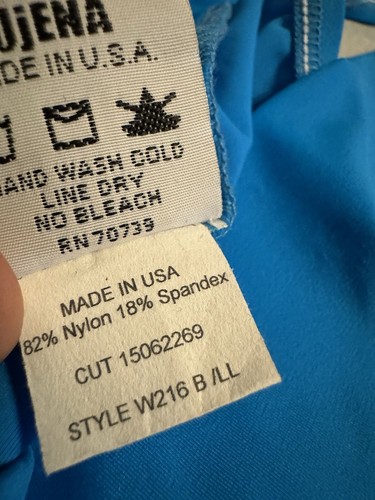 UjENA
DE IN U.S.A.
AND WASH COLD
LINE DRY
NO BLEACH
RN 70739
MADE IN USA
82% Nylon 18% Spandex
CUT 15062269
STYLE W216 B /LL